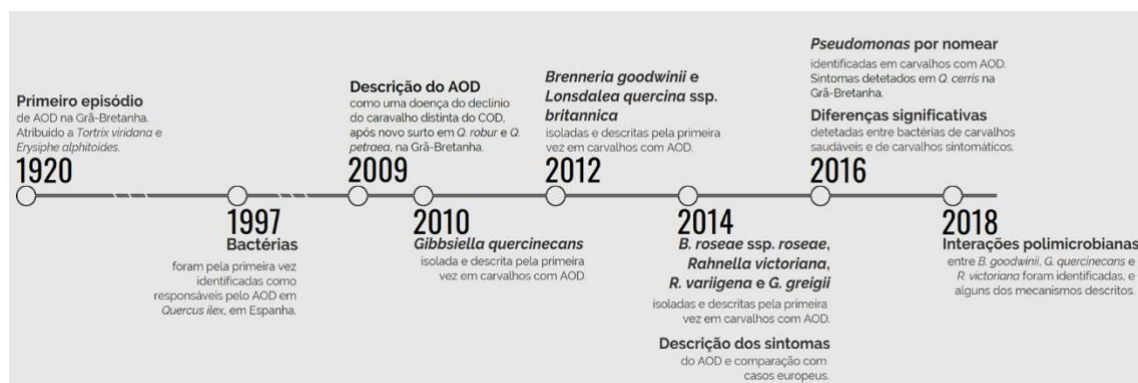 Primeiro episódio
de AOD na Grã-Bretanha.
Atribuido a Tortrix viridana e
Erysiphe alphitoides.
1920
1997
Bactérias
foram pela primeira vez
identificadas como
responsáveis pelo AOD em
Quercus ilex, em Espanha.
Descrição do AOD
como uma doença do declínio
do caravalho distinta do COD,
após novo surto em Q. robur e Q.
petraea, na Grã-Bretanha.
2009
2010
Gibbsiella quercinecans
isolada e descrita pela primeira
vez em carvalhos com AOD.
Brenneria goodwinii e
Lonsdalea quercina ssp.
britannica
isoladas e descritas pela primeira
vez em carvalhos com AOD.
2012
2014
B. roseae ssp. roseae,
Rahnella victoriana,
R. variigena e G. greigii
isoladas e descritas pela primeira
vez em carvalhos com AOD.
Descrição dos sintomas
do AOD e comparação com
casos europeus.
Pseudomonas por nomear
identificadas em carvalhos com AOD.
Sintomas detetados em Q. cerris na
Grã-Bretanha.
Diferenças significativas
detetadas entre bactérias de carvalhos
saudáveis e de carvalhos sintomáticos.
2016
2018
Interações polimicrobianas
entre B. goodwinii, G. quercinecans e
R. victoriana foram identificadas, e
alguns dos mecanismos descritos.